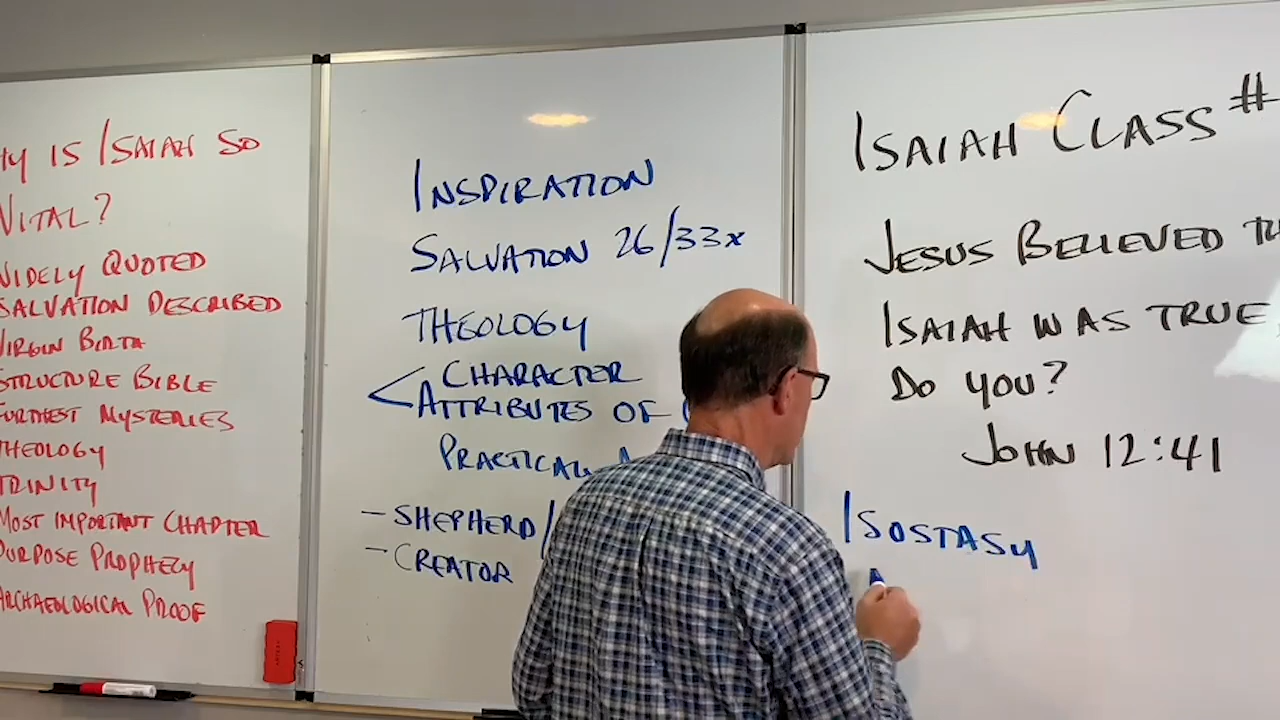 HY IS ISAIAH SO
VITAL?
WIDELY QUOTED
SALVATION DESCRIBED
VIRGIN BIRTH
STRUCTURE BIBLE
FURTHEST MYSTERIES
THEOLOGY
TRINITY
MOST IMPORTANT CHAPTER
PURPOSE PROPHECY
ARCHAEOLOGICAL PROOF
INSPIRATION
SALVATION 26/33x
THEOLOGY
< CHARACTER
ATTRIBUTES OF
PRACTICAL
- SHEPHERD/
- CREATOR
ISAIAH CLASS #
JESUS BELIEVED
ISAIAH WAS TRUE,
DO YOU?
JOHN 12:41
ISOSTASY